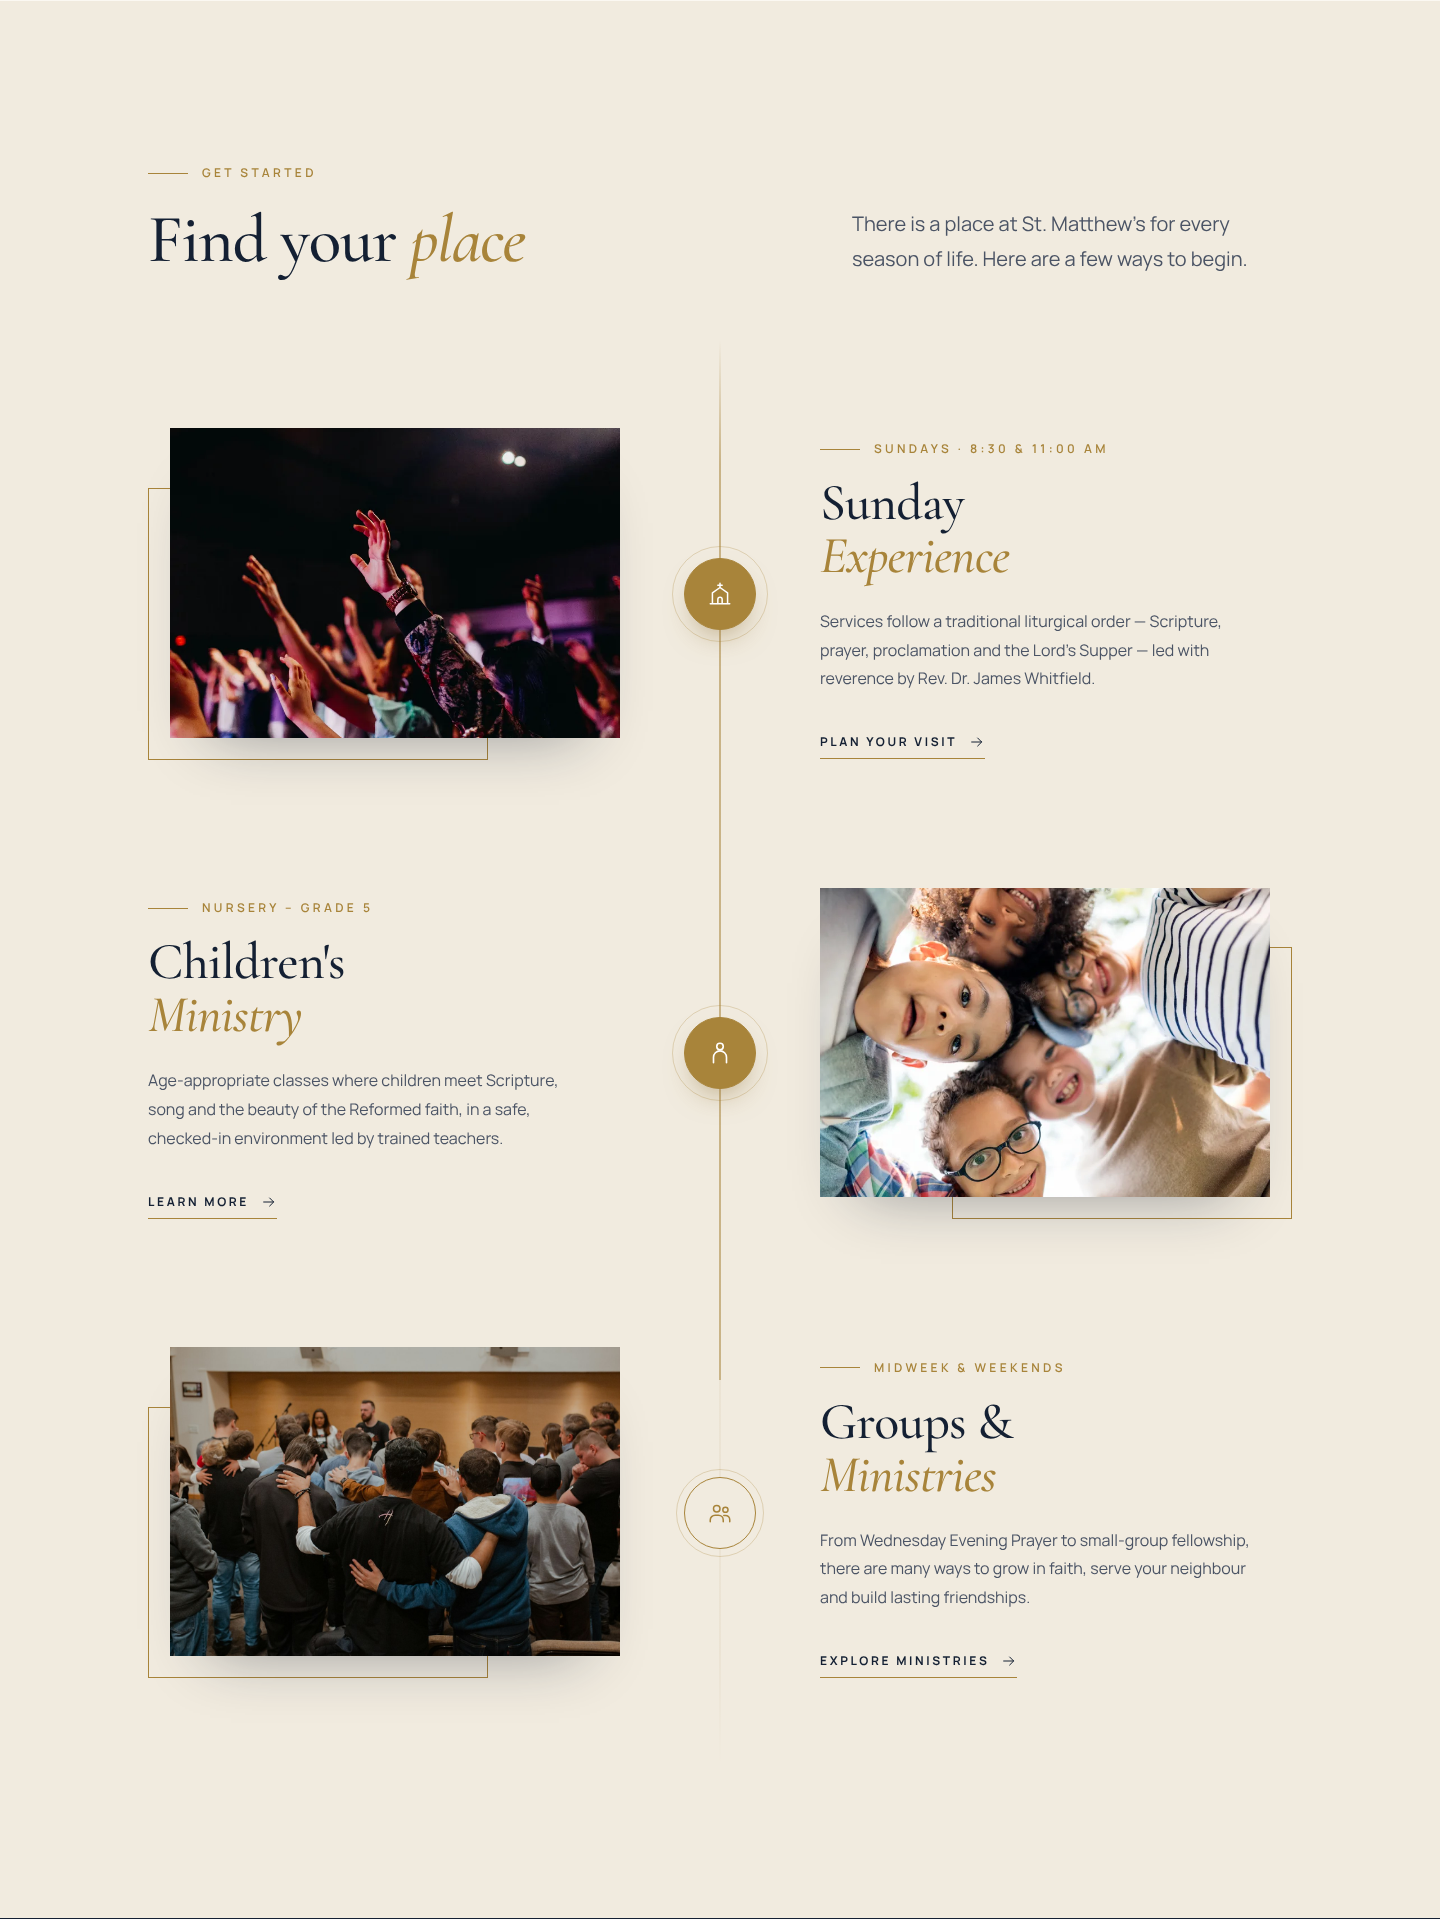 GET STARTED
Find your place
There is a place at St. Matthew's for every
season of life. Here are a few ways to begin.
SUNDAYS · 8:30 & 11:00 AM
Sunday
Experience
Services follow a traditional liturgical order — Scripture,
prayer, proclamation and the Lord's Supper — led with
reverence by Rev. Dr. James Whitfield.
PLAN YOUR VISIT →
NURSERY – GRADE 5
Children's
Ministry
Age-appropriate classes where children meet Scripture,
song and the beauty of the Reformed faith, in a safe,
checked-in environment led by trained teachers.
LEARN MORE →
MIDWEEK & WEEKENDS
Groups &
Ministries
From Wednesday Evening Prayer to small-group fellowship,
there are many ways to grow in faith, serve your neighbour
and build lasting friendships.
EXPLORE MINISTRIES →